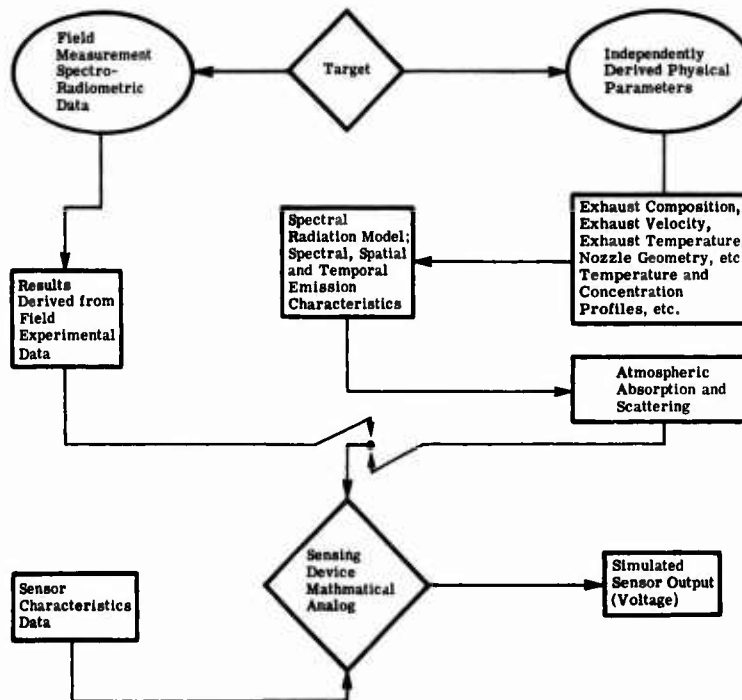 Field
Measurement
Spectro-
Radiometric
Data
Target
Independently
Derived Physical
Parameters
Spectral
Radiation Model;
Spectral, Spatial
and Temporal
Emission
Characteristics
Exhaust Composition,
Exhaust Velocity,
Exhaust Temperature
Nozzle Geometry, etc
Temperature and
Concentration
Profiles, etc.
Results
Derived from
Field
Experimental
Data
Atmospheric
Absorption and
Scattering
Sensing
Device
Mathmatical
Analog
Simulated
Sensor Output
(Voltage)
Sensor
Characteristics
Data